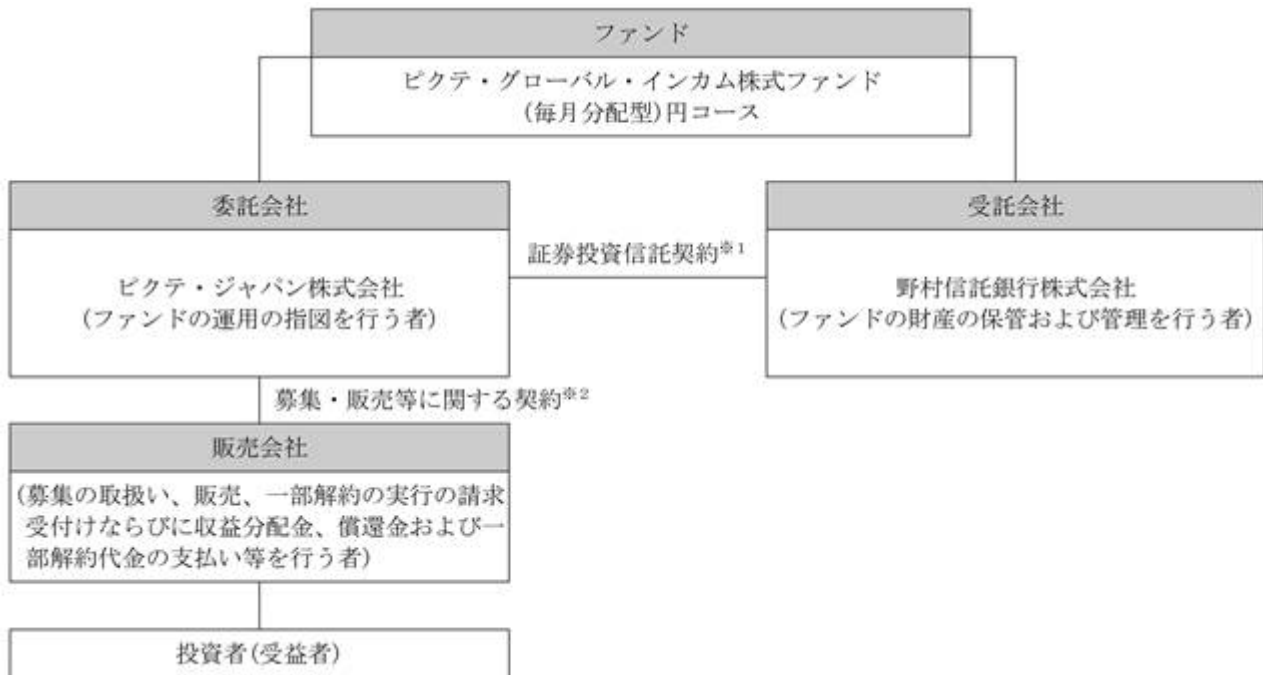 ファンド
ピクテ・グローバル・インカム株式ファンド
(毎月分配型)円コース
委託会社
ピクテ・ジャパン株式会社
(ファンドの運用の指図を行う者)
証券投資信託契約※1
受託会社
野村信託銀行株式会社
(ファンドの財産の保管および管理を行う者)
募集・販売等に関する契約※2
販売会社
(募集の取扱い、販売、一部解約の実行の請求
受付けならびに収益分配金、償還金および一
部解約代金の支払い等を行う者)
投資者(受益者)